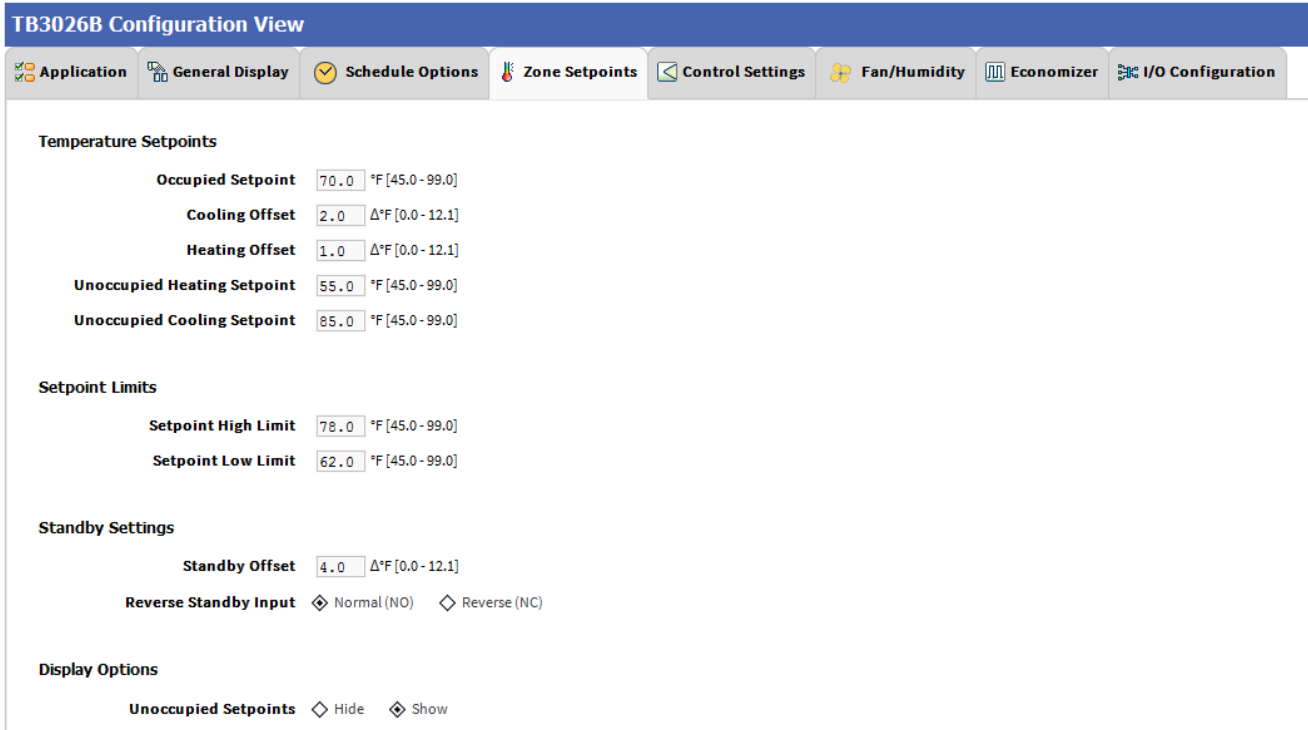 TB3026B Configuration View
Application General Display Schedule Options Zone Setpoints Control Settings Fan/Humidity Economizer I/O Configuration
Temperature Setpoints
Occupied Setpoint 70.0 °F [45.0 - 99.0]
Cooling Offset 2.0 Δ°F [0.0 - 12.1]
Heating Offset 1.0 Δ°F [0.0 - 12.1]
Unoccupied Heating Setpoint 55.0 °F [45.0 - 99.0]
Unoccupied Cooling Setpoint 85.0 °F [45.0 - 99.0]
Setpoint Limits
Setpoint High Limit 78.0 °F [45.0 - 99.0]
Setpoint Low Limit 62.0 °F [45.0 - 99.0]
Standby Settings
Standby Offset 4.0 Δ°F [0.0 - 12.1]
Reverse Standby Input Normal (NO) Reverse (NC)
Display Options
Unoccupied Setpoints Hide Show